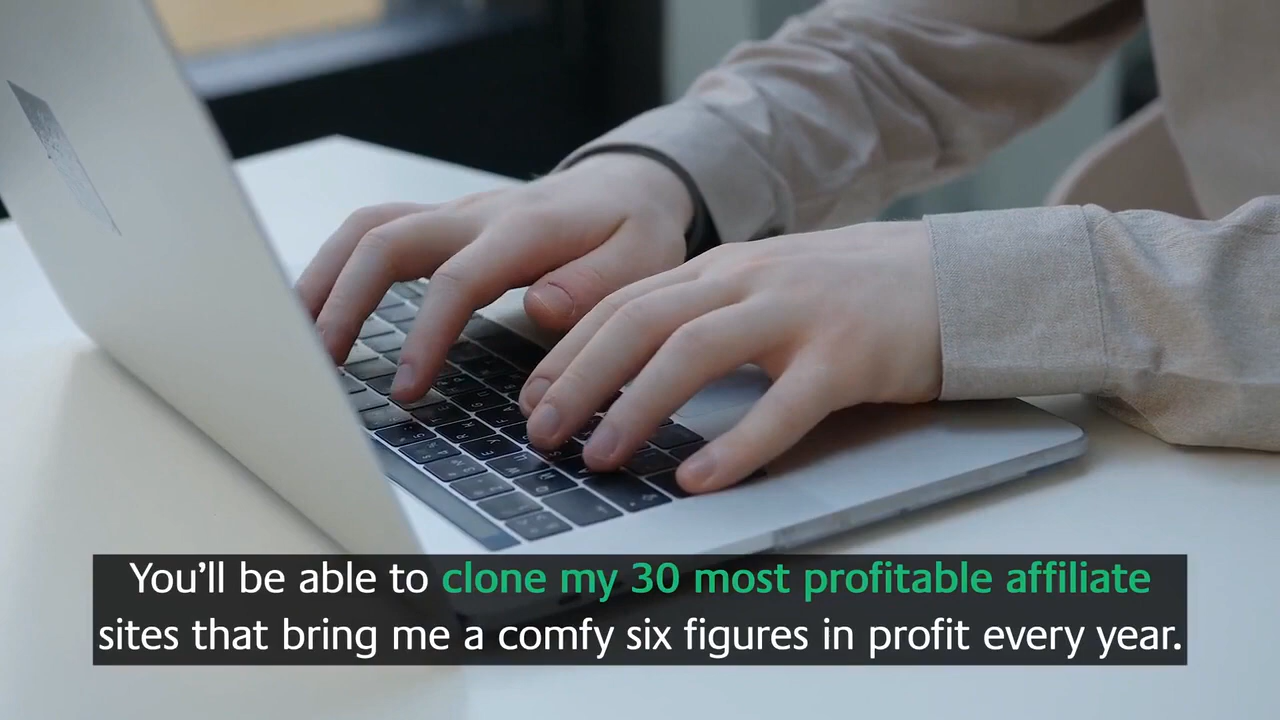 You’ll be able to clone my 30 most profitable affiliate
sites that bring me a comfy six figures in profit every year.